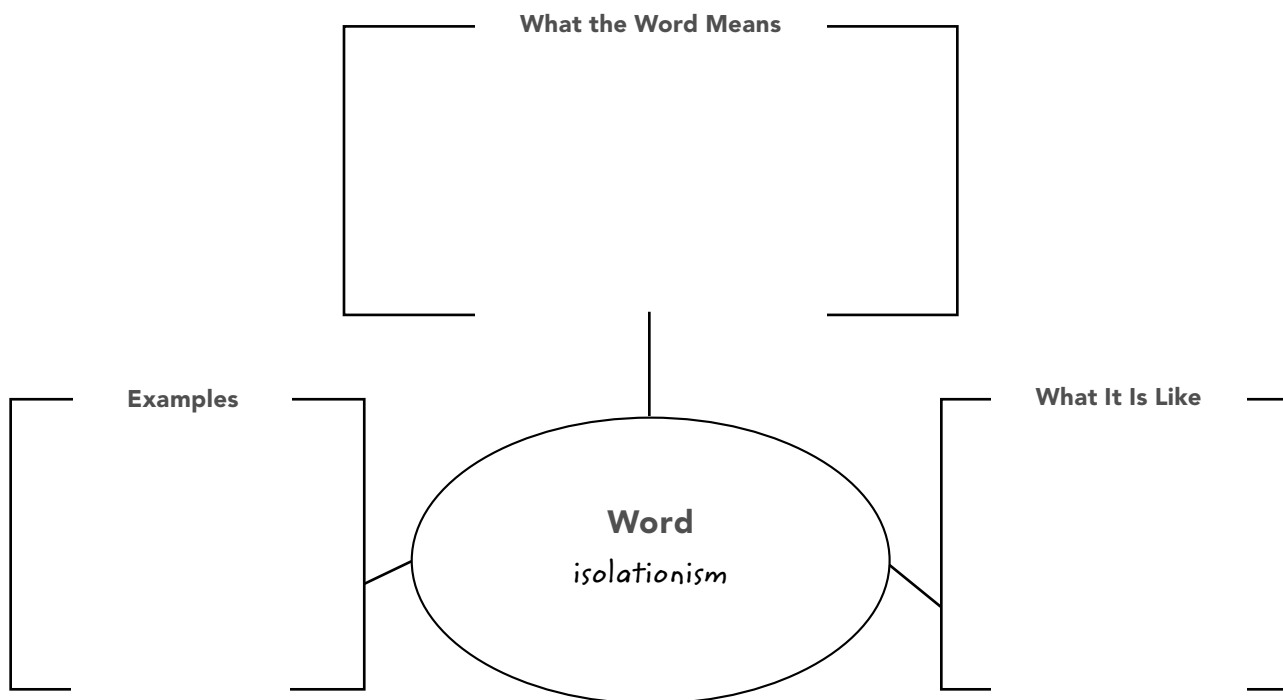 What the Word Means
Examples
What It Is Like
Word
isolationism